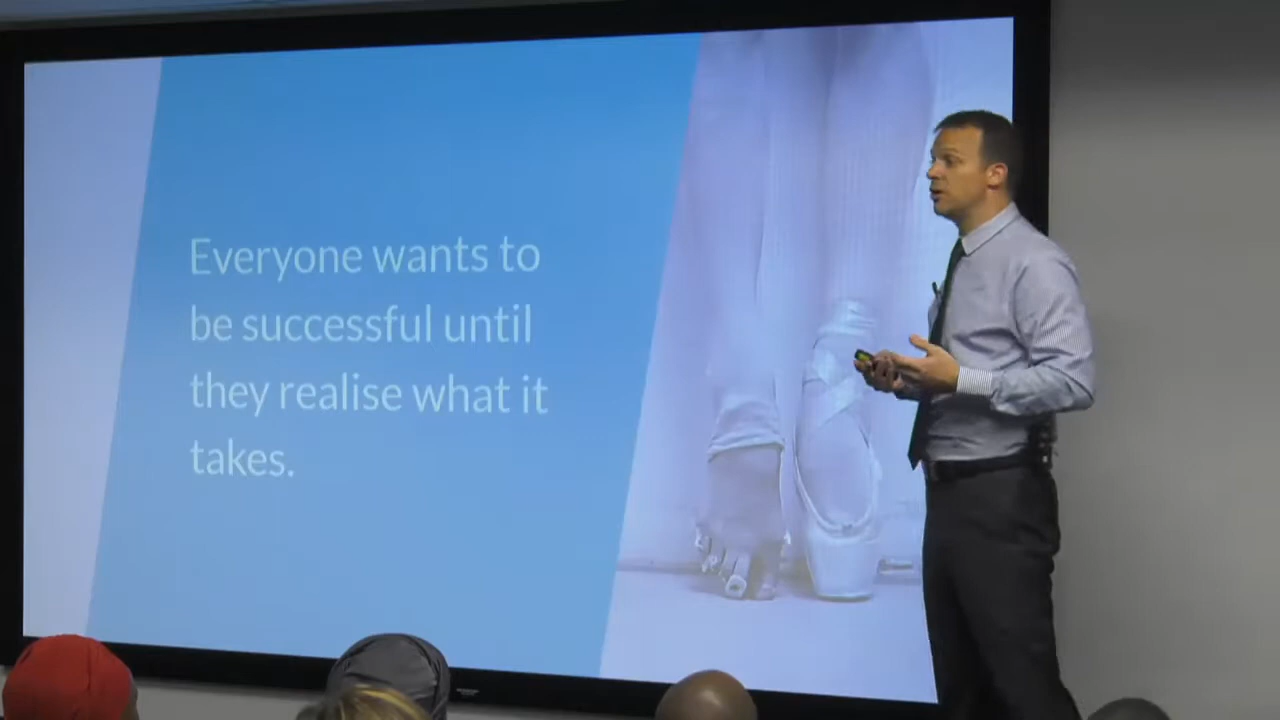 Everyone wants to
be successful until
they realise what it
takes.